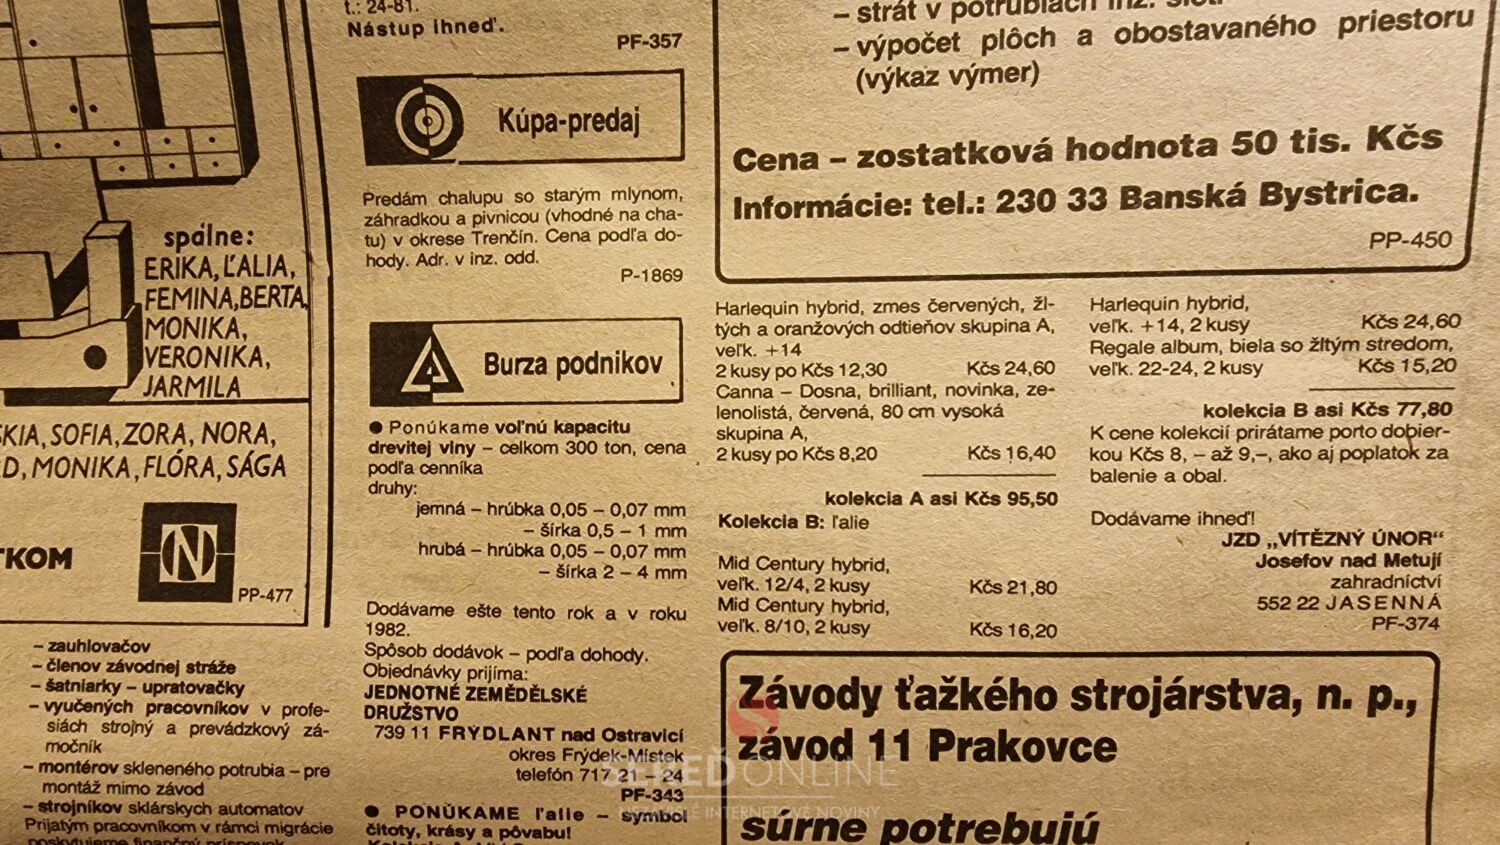 spálne:
ERIKA, ĽALIA,
FEMINA, BERTA,
MONIKA,
VERONIKA,
JARMILA
SKIA, SOFIA, ZORA, NORA,
D, MONIKA, FLÓRA, SÁGA
TKOM
N
PP-477
– zauhlovačov
– členov závodnej stráže
– šatniarky – upratovačky
– vyučených pracovníkov v profe-
siách strojný a prevádzkový zá-
močník
– montérov skleneného potrubia – pre
montáž mimo závod
– strojníkov sklárskych automatov
Prijatým pracovníkom v rámci migrácie
poskytujeme finančný príspevok
t.: 24-81.
Nástup ihneď.
PF-357
Kúpa-predaj
Predám chalupu so starým mlynom,
záhradkou a pivnicou (vhodné na cha-
tu) v okrese Trenčín. Cena podľa do-
hody. Adr. v inz. odd.
P-1869
Burza podnikov
● Ponúkame voľnú kapacitu
drevitej vlny – celkom 300 ton, cena
podľa cenníka
druhy:
jemná – hrúbka 0,05 – 0,07 mm
– šírka 0,5 – 1 mm
hrubá – hrúbka 0,05 – 0,07 mm
– šírka 2 – 4 mm
Dodávame ešte tento rok a v roku
1982.
Spôsob dodávok – podľa dohody.
Objednávky prijíma:
JEDNOTNÉ ZEMĚDĚLSKÉ
DRUŽSTVO
739 11 FRÝDLANT nad Ostravicí
okres Frýdek-Místek
telefón 717 21 – 24
PF-343
● PONÚKAME ľalie – symbol
čitoty, krásy a pôvabu!
– strát v potrubiach
– výpočet plôch a obostavaného priestoru
(výkaz výmer)
Cena – zostatková hodnota 50 tis. Kčs
Informácie: tel.: 230 33 Banská Bystrica.
PP-450
Harlequin hybrid, zmes červených, žl-
tých a oranžových odtieňov skupina A,
veľk. +14
2 kusy po Kčs 12,30 Kčs 24,60
Canna – Dosna, brilliant, novinka, ze-
lenolistá, červená, 80 cm vysoká
skupina A,
2 kusy po Kčs 8,20 Kčs 16,40
kolekcia A asi Kčs 95,50
Kolekcia B: ľalie
Mid Century hybrid,
veľk. 12/4, 2 kusy Kčs 21,80
Mid Century hybrid,
veľk. 8/10, 2 kusy Kčs 16,20
Harlequin hybrid,
veľk. +14, 2 kusy Kčs 24,60
Regale album, biela so žltým stredom,
veľk. 22-24, 2 kusy Kčs 15,20
kolekcia B asi Kčs 77,80
K cene kolekcií prirátame porto dobier-
kou Kčs 8, – až 9,–, ako aj poplatok za
balenie a obal.
Dodávame ihneď!
JZD „VÍTĚZNÝ ÚNOR“
Josefov nad Metují
zahradníctví
552 22 JASENNÁ
PF-374
Závody ťažkého strojárstva, n. p.,
závod 11 Prakovce
súrne potrebujú
SEREĎ ONLINE
NEZÁVISLÉ INTERNETOVÉ NOVINY